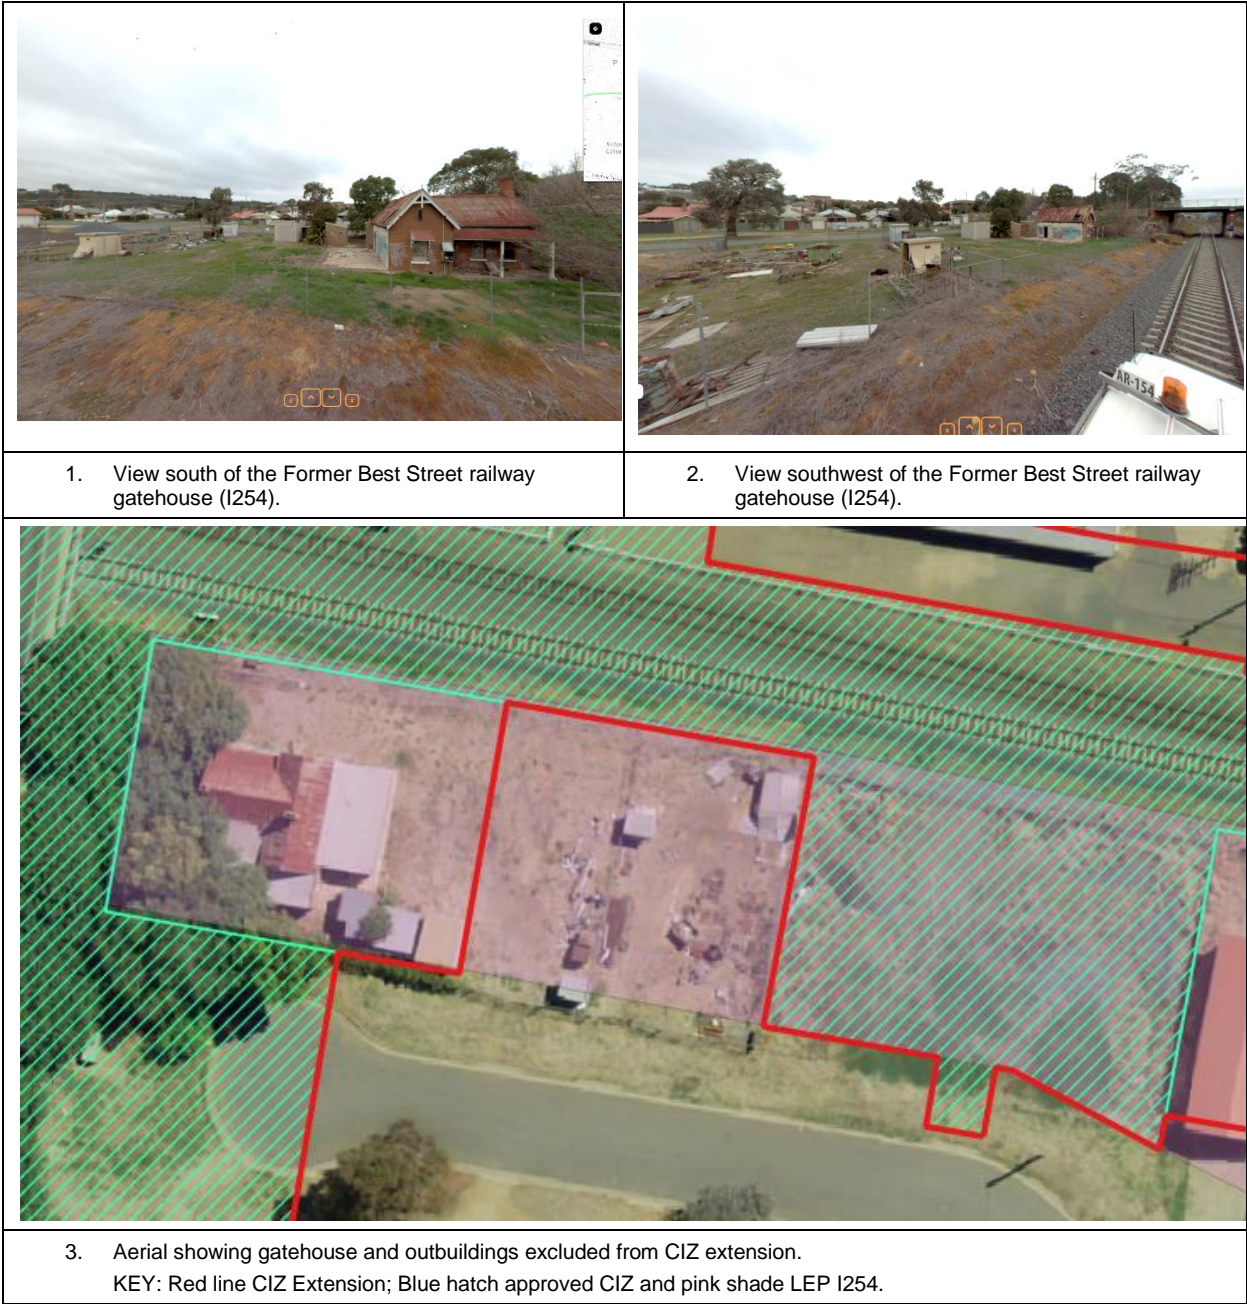 AR-154
1. View south of the Former Best Street railway
gatehouse (I254).
2. View southwest of the Former Best Street railway
gatehouse (I254).
3. Aerial showing gatehouse and outbuildings excluded from CIZ extension.
KEY: Red line CIZ Extension; Blue hatch approved CIZ and pink shade LEP I254.